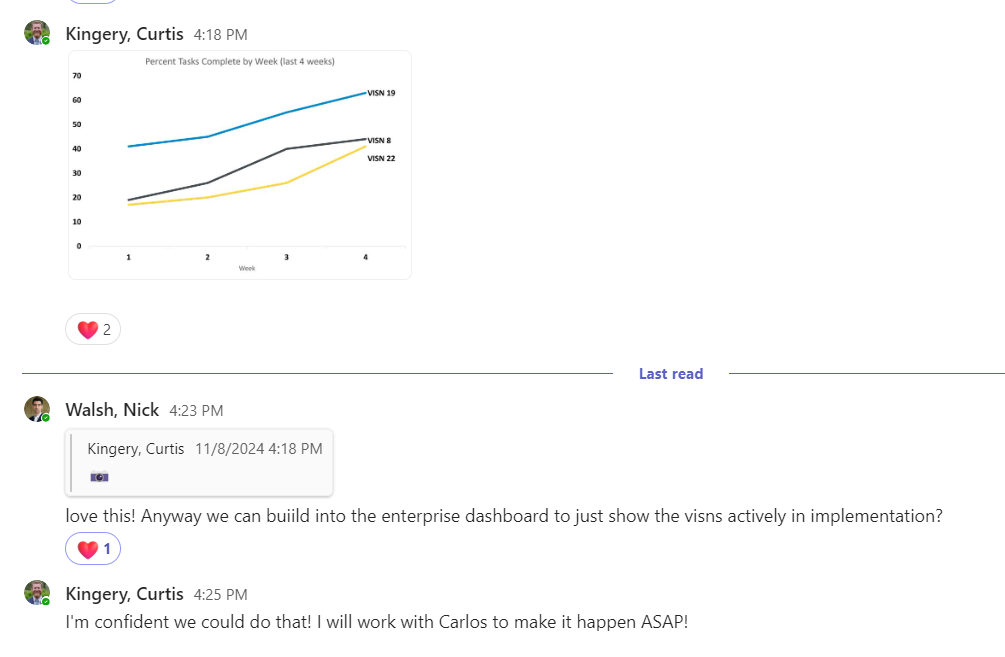 Kingery, Curtis 4:18 PM
Percent Tasks Complete by Week (last 4 weeks)
70
60
50
40
30
20
10
0
VISN 19
VISN 8
VISN 22
1 2 3 4
Week
2
Last read
Walsh, Nick 4:23 PM
Kingery, Curtis 11/8/2024 4:18 PM
love this! Anyway we can buiild into the enterprise dashboard to just show the visns actively in implementation?
1
Kingery, Curtis 4:25 PM
I'm confident we could do that! I will work with Carlos to make it happen ASAP!